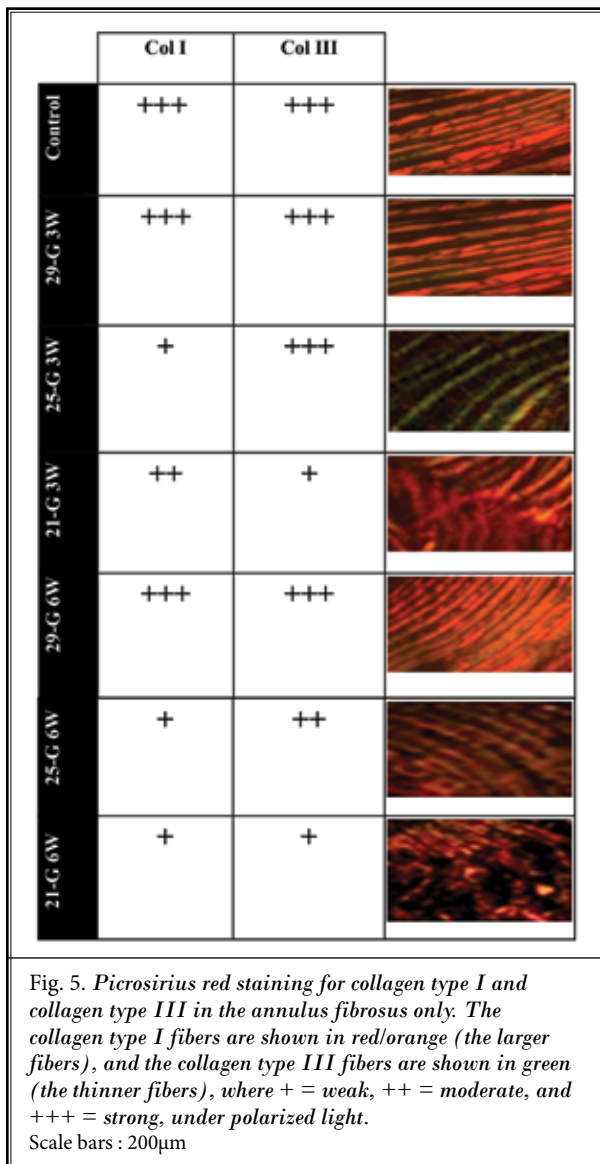 Col I Col III
Control +++ +++
29-G 3W +++ +++
25-G 3W + +++
21-G 3W ++ +
29-G 6W +++ +++
25-G 6W + ++
21-G 6W + +
Fig. 5. Picrosirius red staining for collagen type I and
collagen type III in the annulus fibrosus only. The
collagen type I fibers are shown in red/orange (the larger
fibers), and the collagen type III fibers are shown in green
(the thinner fibers), where + = weak, ++ = moderate, and
+++ = strong, under polarized light.
Scale bars : 200μm